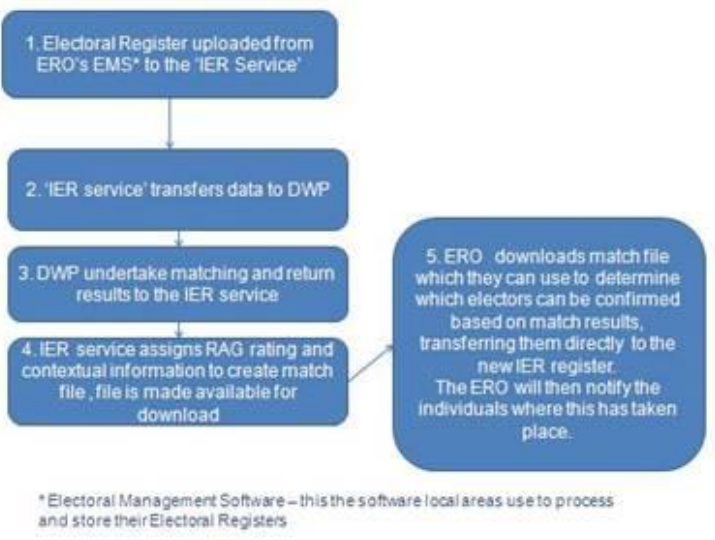 1. Electoral Register uploaded from
ERO's EMS* to the 'IER Service'
2. 'IER service' transfers data to DWP
3. DWP undertake matching and return
results to the IER service
4. IER service assigns RAG rating and
contextual information to create match
file , file is made available for
download
5. ERO downloads match file
which they can use to determine
which electors can be confirmed
based on match results,
transferring them directly to the
new IER register.
The ERO will then notify the
individuals where this has taken
place.
* Electoral Management Software – this the software local areas use to process
and store their Electoral Registers